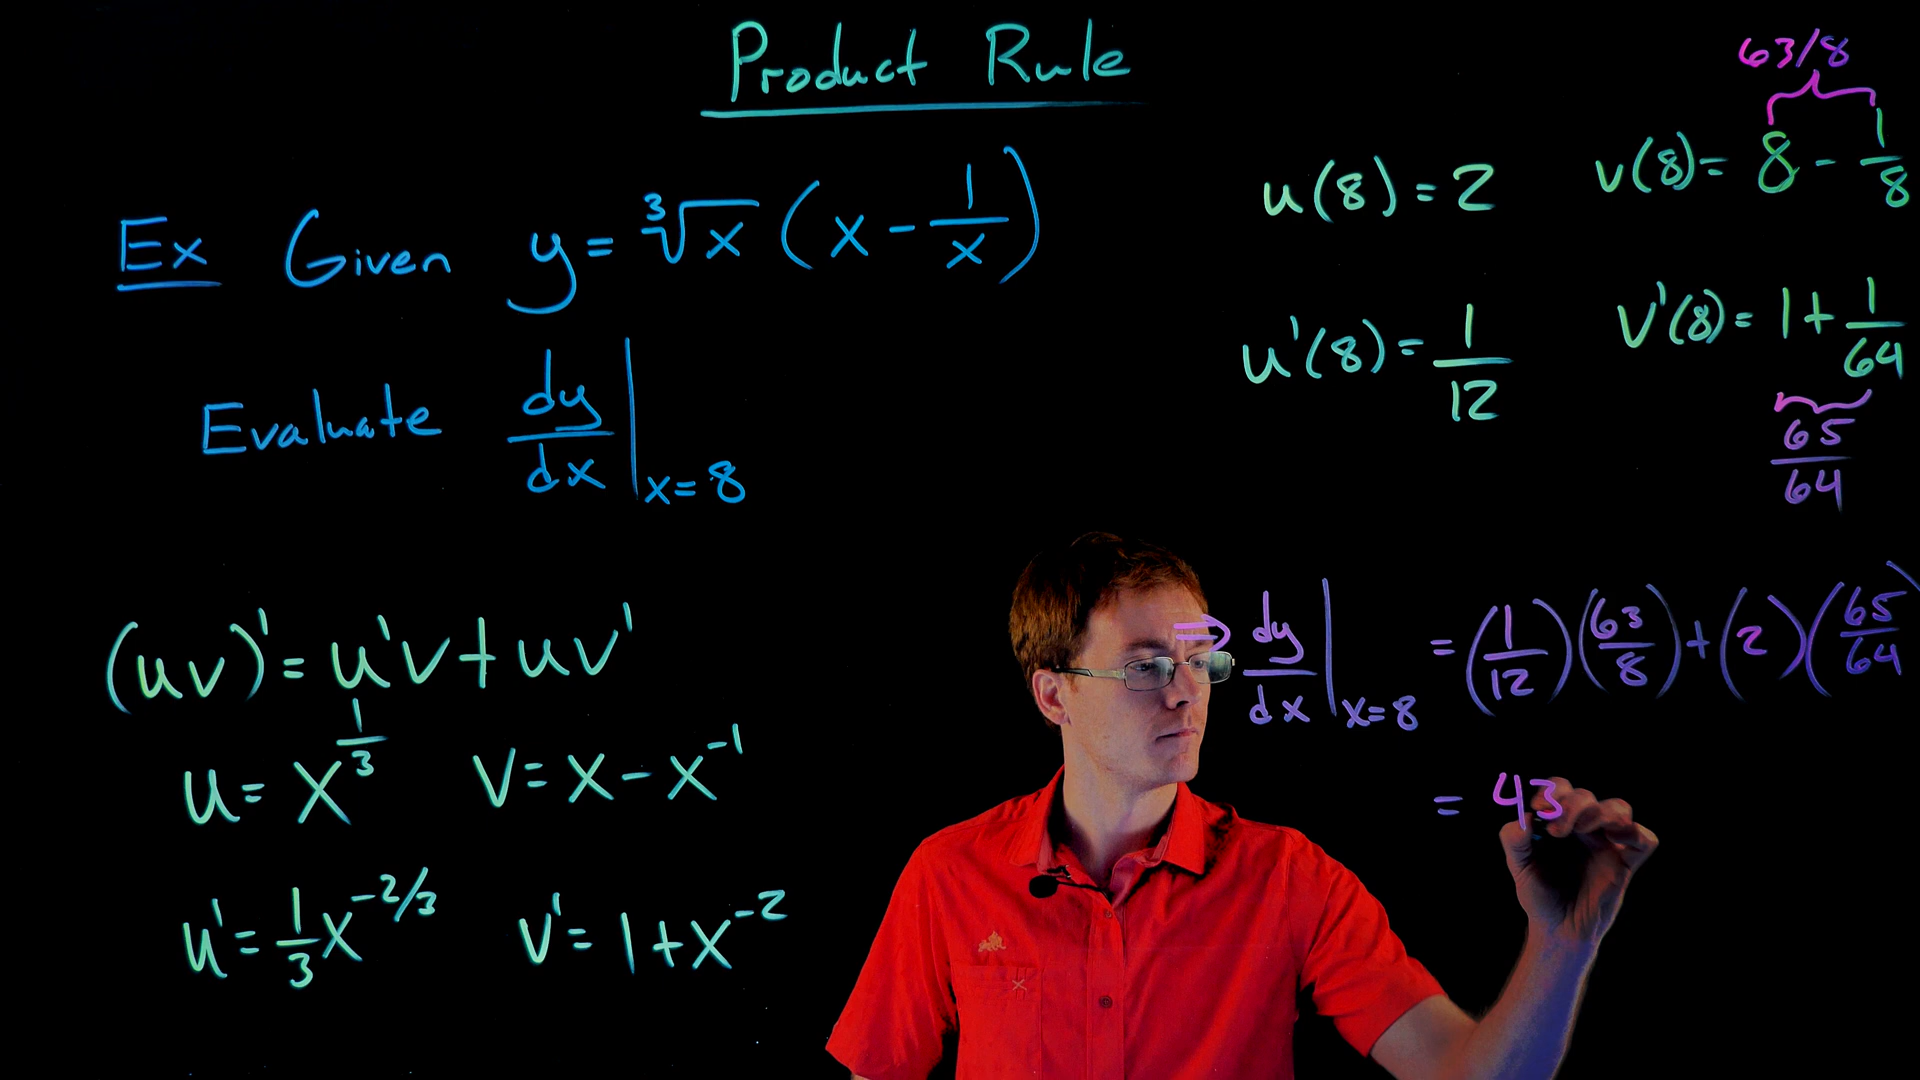 Product Rule
Ex Given y = ∛x (x - 1/x)
Evaluate dy/dx |x=8
(uv)' = u'v + uv'
u = x^1/3 v = x - x^-1
u' = 1/3 x^-2/3 v' = 1 + x^-2
63/8
u(8) = 2 v(8) = 8 - 1/8
u'(8) = 1/12 v'(8) = 1 + 1/64
65/64
⇒ dy/dx |x=8 = (1/12)(63/8) + (2)(65/64)
= 43